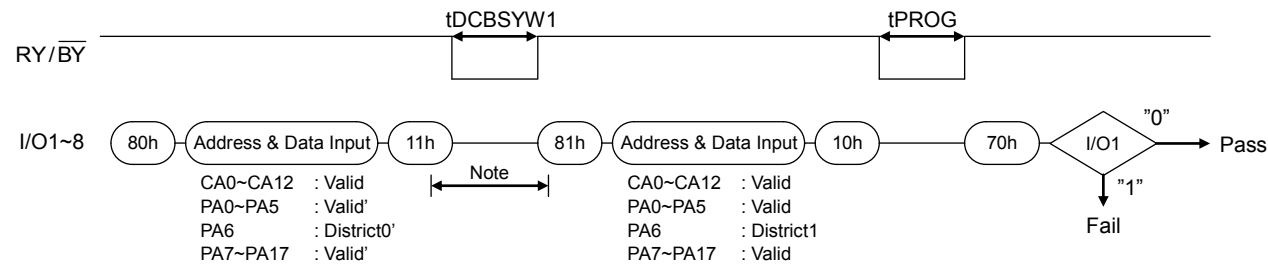 tDCBSYW1 tPROG
RY/BY
I/O1~8 80h Address & Data Input 11h 81h Address & Data Input 10h 70h I/O1 "0" Pass
Note
"1"
Fail
CA0~CA12 : Valid
PA0~PA5 : Valid'
PA6 : District0'
PA7~PA17 : Valid'
CA0~CA12 : Valid
PA0~PA5 : Valid
PA6 : District1
PA7~PA17 : Valid